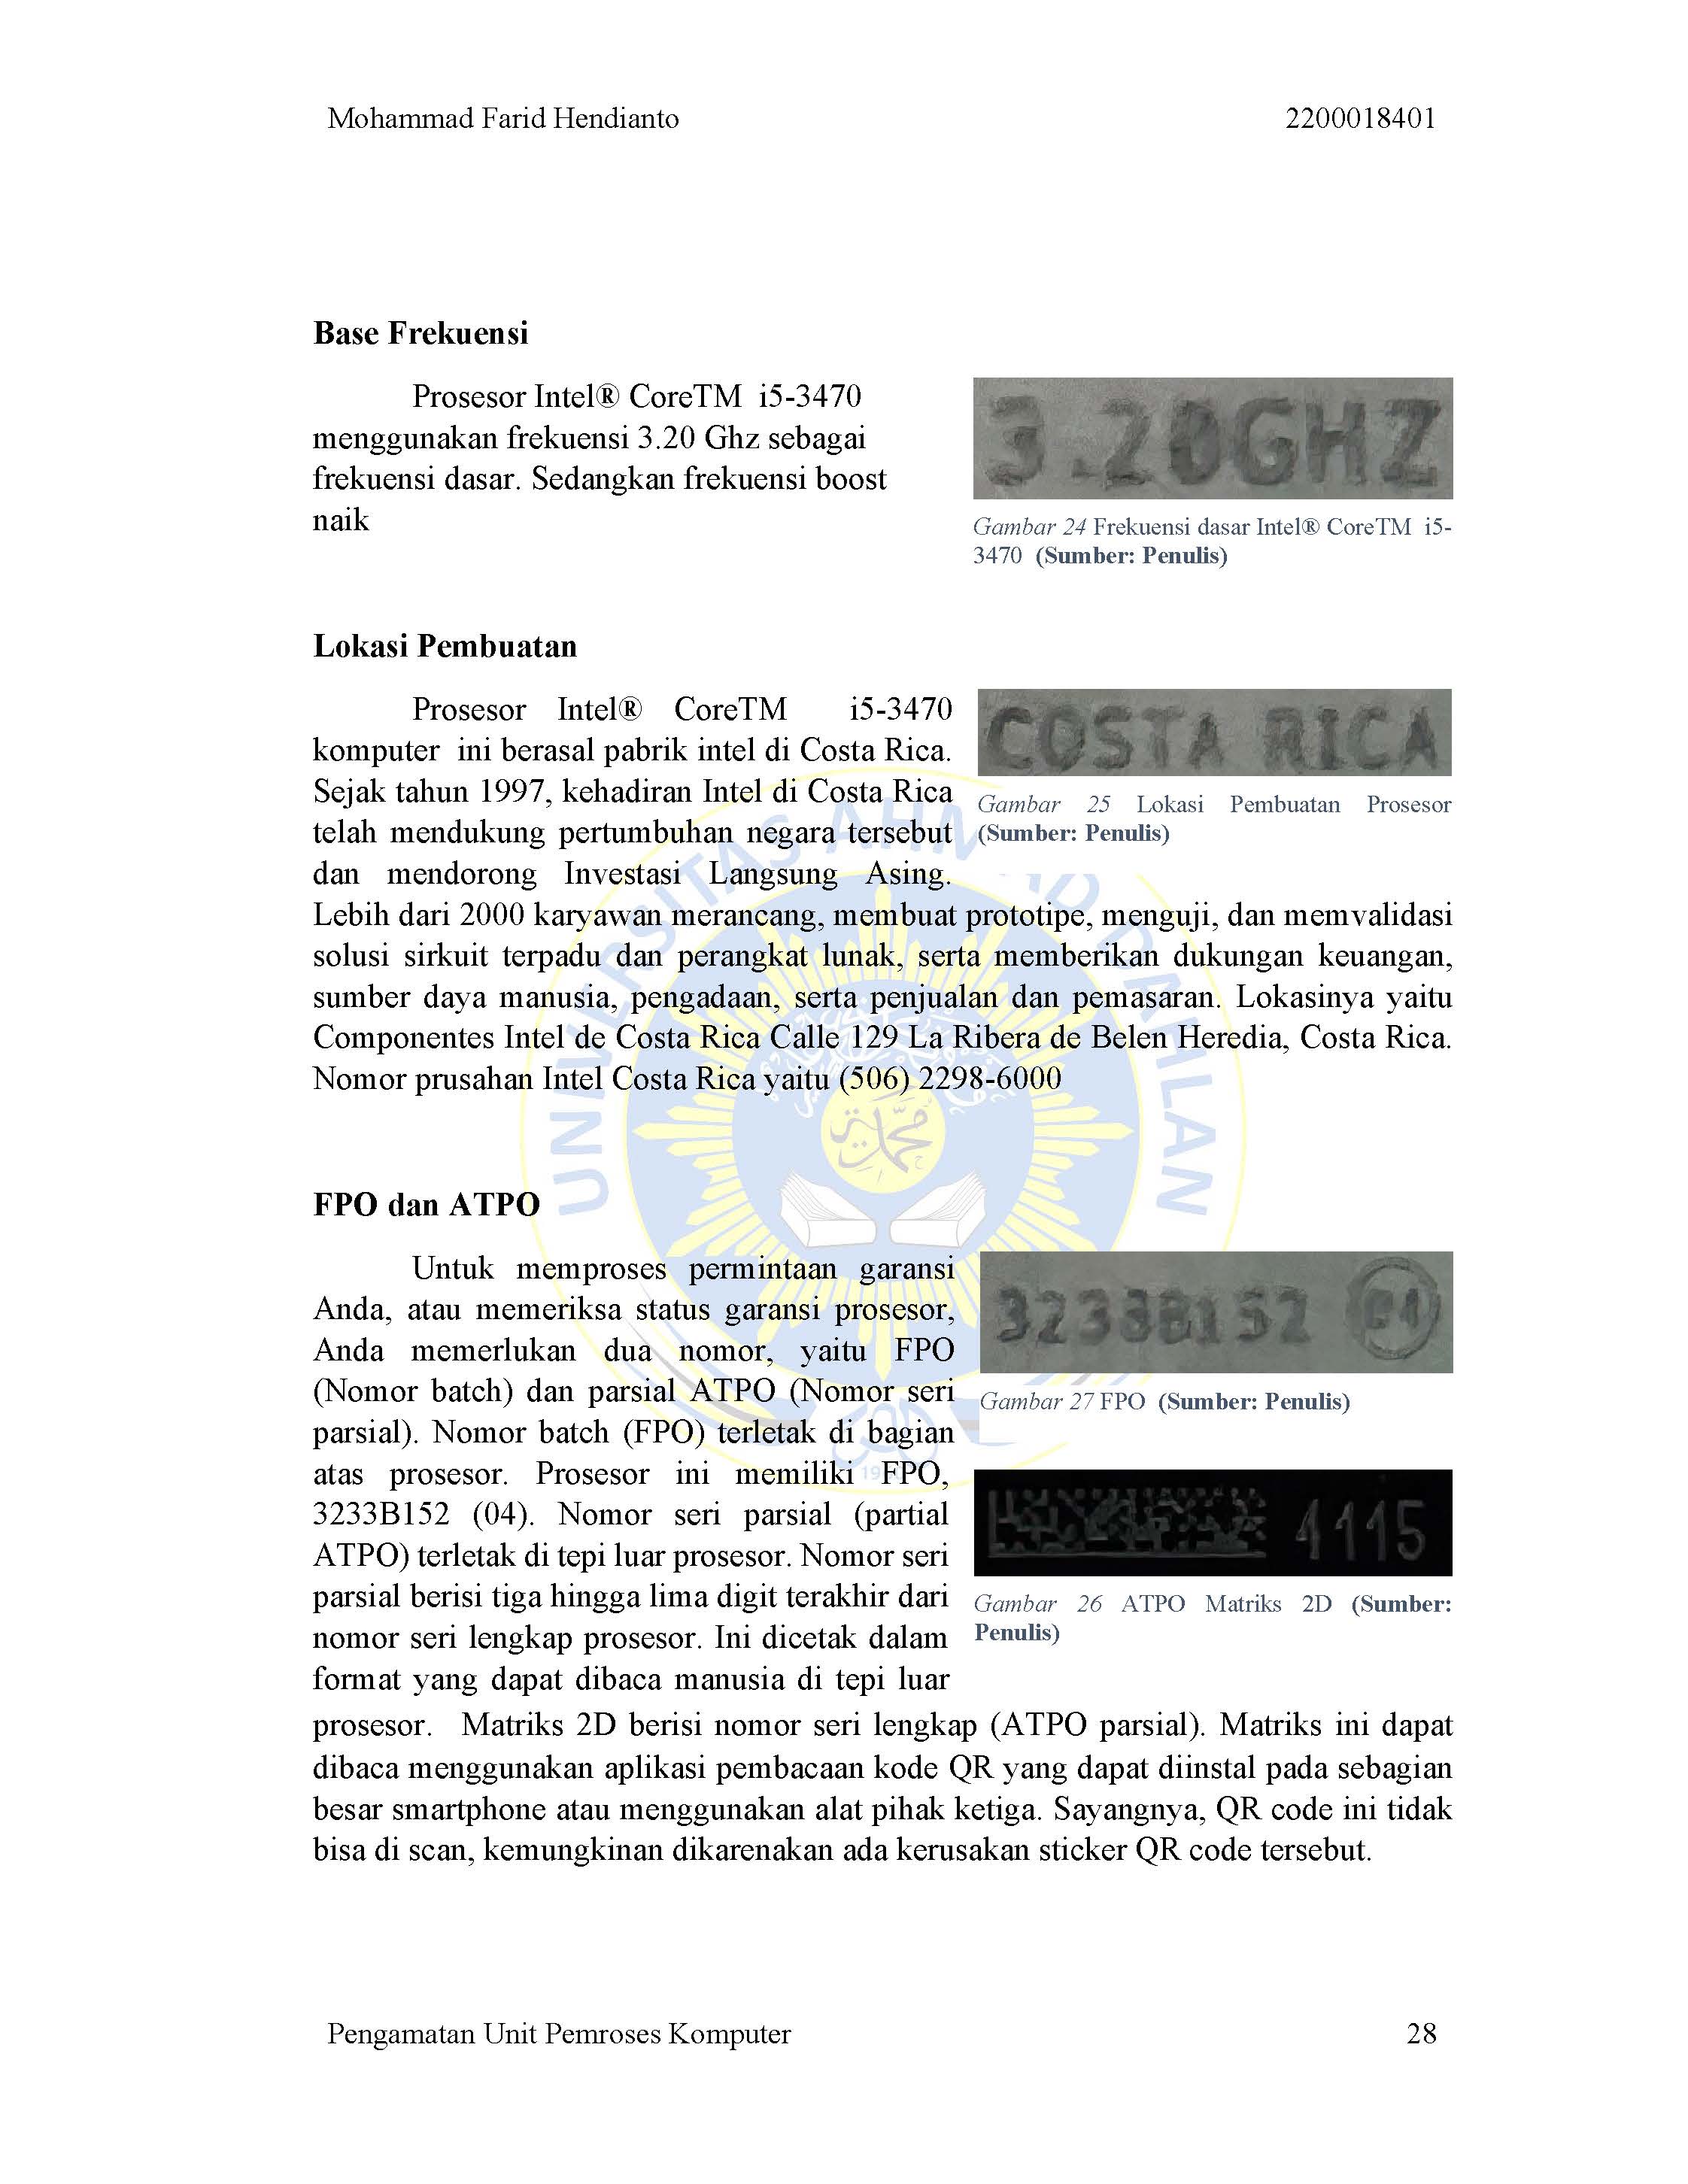 Mohammad Farid Hendianto 2200018401
Base Frekuensi
Prosesor Intel® CoreTM i5-3470
menggunakan frekuensi 3.20 Ghz sebagai
frekuensi dasar. Sedangkan frekuensi boost
naik
3.20GHZ
Gambar 24 Frekuensi dasar Intel® CoreTM i5-
3470 (Sumber: Penulis)
Lokasi Pembuatan
Prosesor Intel® CoreTM i5-3470
komputer ini berasal pabrik intel di Costa Rica.
Sejak tahun 1997, kehadiran Intel di Costa Rica
telah mendukung pertumbuhan negara tersebut
dan mendorong Investasi Langsung Asing.
COSTA RICA
Gambar 25 Lokasi Pembuatan Prosesor
(Sumber: Penulis)
Lebih dari 2000 karyawan merancang, membuat prototipe, menguji, dan memvalidasi
solusi sirkuit terpadu dan perangkat lunak, serta memberikan dukungan keuangan,
sumber daya manusia, pengadaan, serta penjualan dan pemasaran. Lokasinya yaitu
Componentes Intel de Costa Rica Calle 129 La Ribera de Belen Heredia, Costa Rica.
Nomor prusahan Intel Costa Rica yaitu (506) 2298-6000
UNIVERSITAS AHMAD DAHLAN
FPO dan ATPO
Untuk memproses permintaan garansi
Anda, atau memeriksa status garansi prosesor,
Anda memerlukan dua nomor, yaitu FPO
(Nomor batch) dan parsial ATPO (Nomor seri
parsial). Nomor batch (FPO) terletak di bagian
atas prosesor. Prosesor ini memiliki FPO,
3233B152 (04). Nomor seri parsial (partial
ATPO) terletak di tepi luar prosesor. Nomor seri
parsial berisi tiga hingga lima digit terakhir dari
nomor seri lengkap prosesor. Ini dicetak dalam
format yang dapat dibaca manusia di tepi luar
3233B152
Gambar 27 FPO (Sumber: Penulis)
4115
Gambar 26 ATPO Matriks 2D (Sumber:
Penulis)
prosesor. Matriks 2D berisi nomor seri lengkap (ATPO parsial). Matriks ini dapat
dibaca menggunakan aplikasi pembacaan kode QR yang dapat diinstal pada sebagian
besar smartphone atau menggunakan alat pihak ketiga. Sayangnya, QR code ini tidak
bisa di scan, kemungkinan dikarenakan ada kerusakan sticker QR code tersebut.
Pengamatan Unit Pemroses Komputer 28